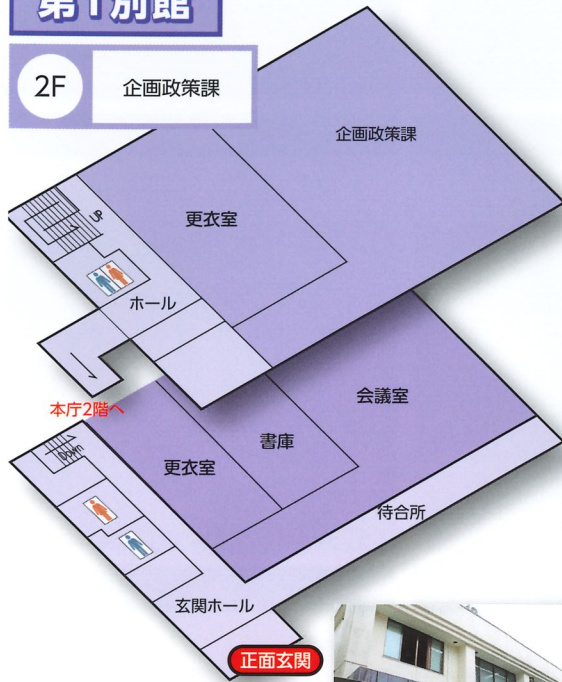 第1別館
2F
企画政策課
企画政策課
更衣室
UP
ホール
本庁2階へ
会議室
書庫
更衣室
Down
待合所
玄関ホール
正面玄関